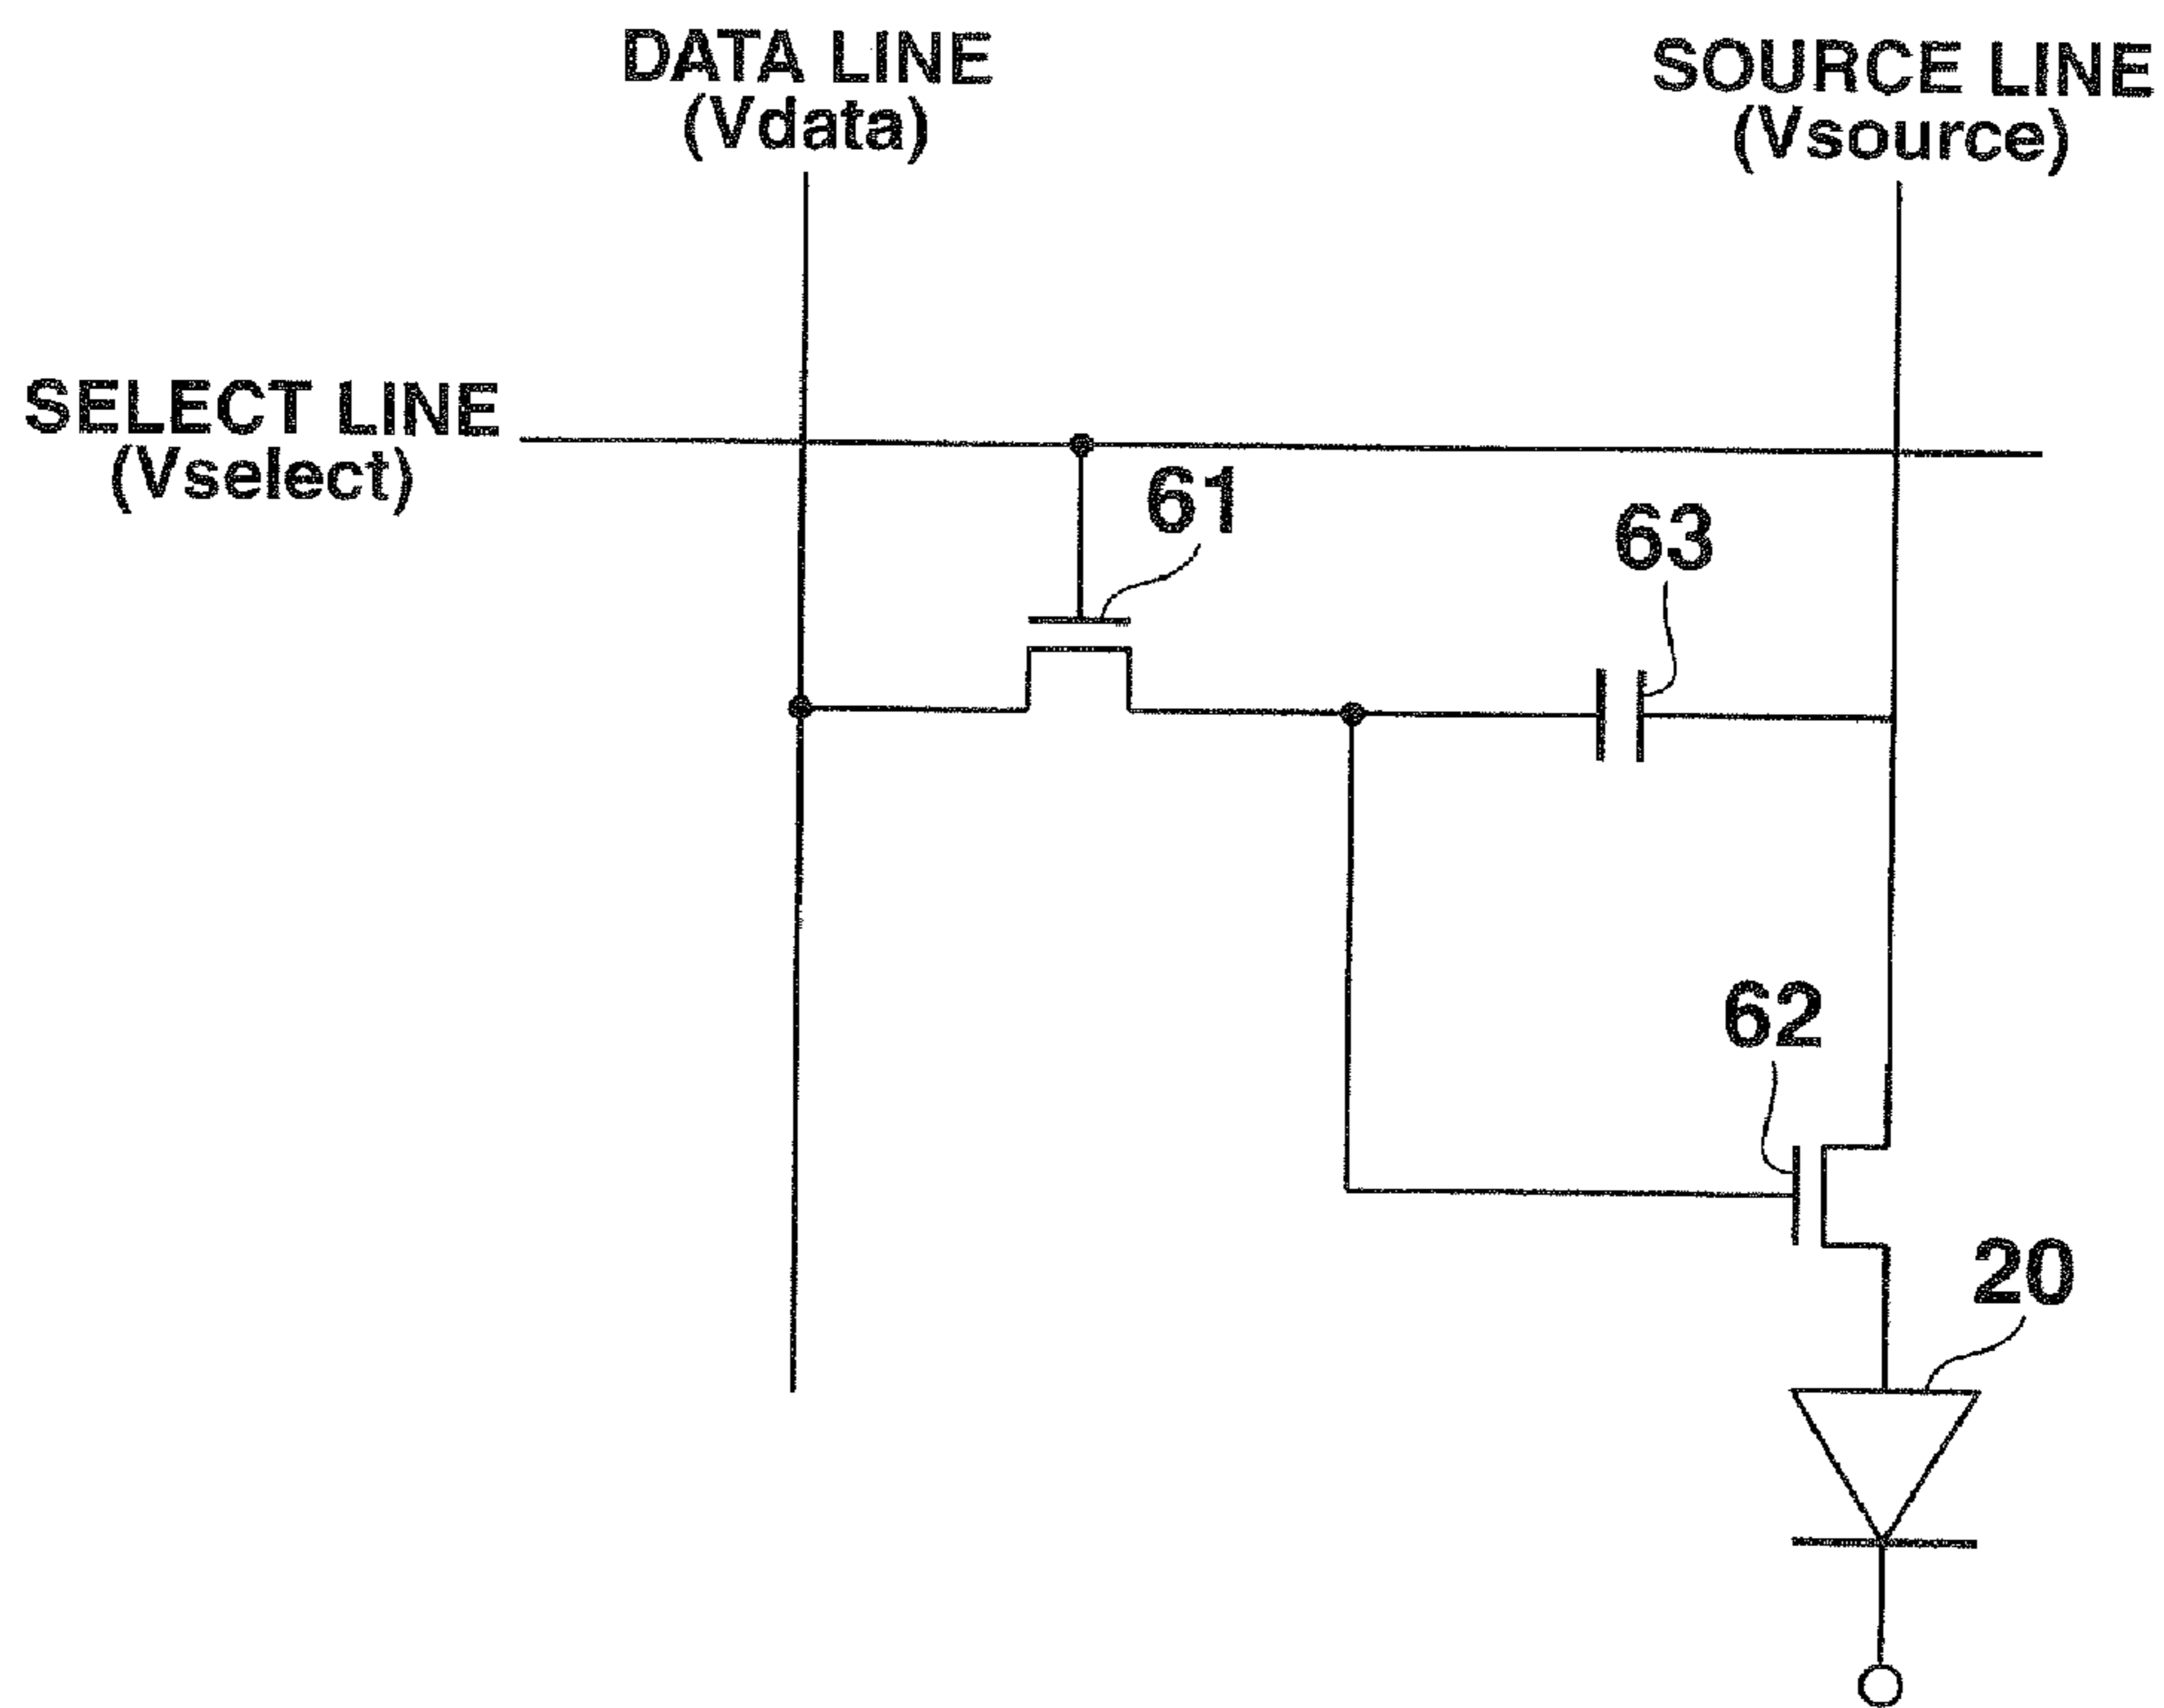 DATA LINE
(Vdata)
SOURCE LINE
(Vsource)
SELECT LINE
(Vselect)
61
63
62
20